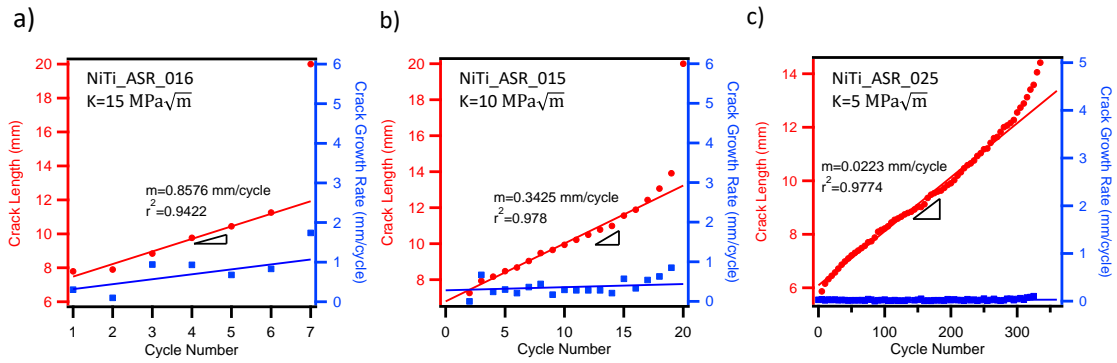 a)
NiTi_ASR_016
K=15 MPa√m
m=0.8576 mm/cycle
r²=0.9422
Crack Length (mm)
20
18
16
14
12
10
8
6
Crack Growth Rate (mm/cycle)
6
5
4
3
2
1
0
1 2 3 4 5 6 7
Cycle Number
b)
NiTi_ASR_015
K=10 MPa√m
m=0.3425 mm/cycle
r²=0.978
Crack Length (mm)
20
18
16
14
12
10
8
Crack Growth Rate (mm/cycle)
6
5
4
3
2
1
0
0 5 10 15 20
Cycle Number
c)
NiTi_ASR_025
K=5 MPa√m
m=0.0223 mm/cycle
r²=0.9774
Crack Length (mm)
14
12
10
8
6
Crack Growth Rate (mm/cycle)
5
4
3
2
1
0
0 100 200 300
Cycle Number